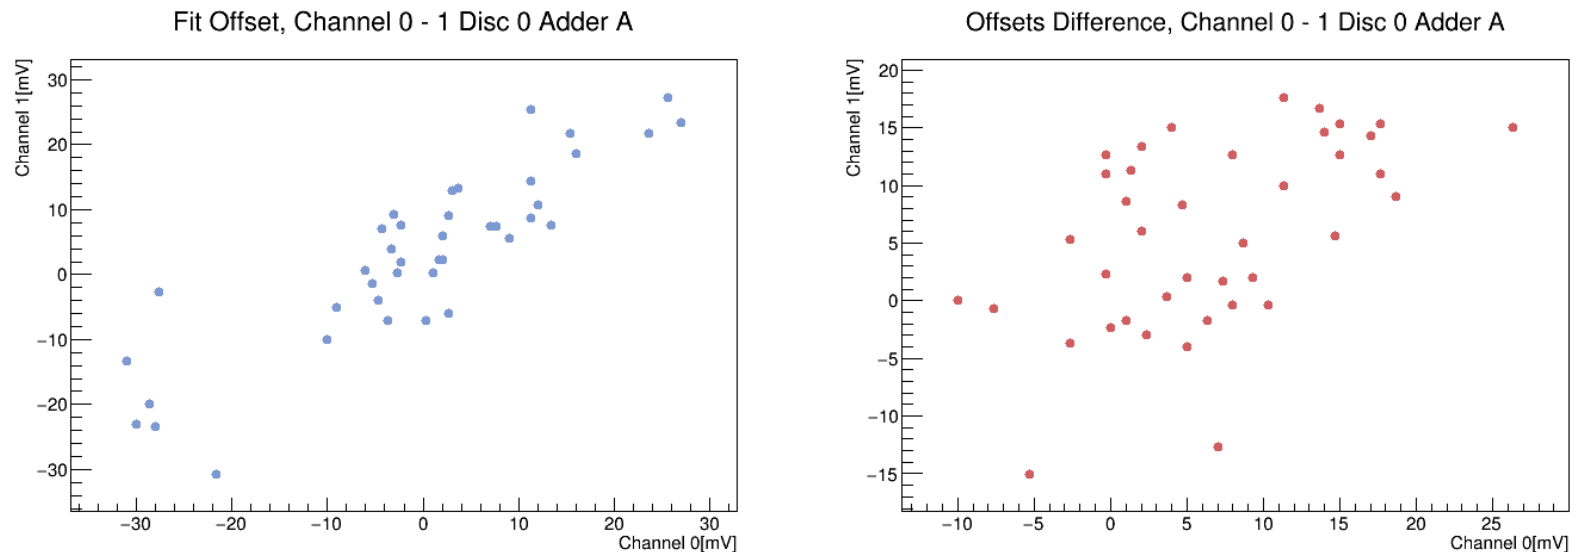 Fit Offset, Channel 0 - 1 Disc 0 Adder A
Channel 1[mV]
30
20
10
0
−10
−20
−30
−30 −20 −10 0 10 20 30
Channel 0[mV]
Offsets Difference, Channel 0 - 1 Disc 0 Adder A
Channel 1[mV]
20
15
10
5
0
−5
−10
−15
−10 −5 0 5 10 15 20 25
Channel 0[mV]